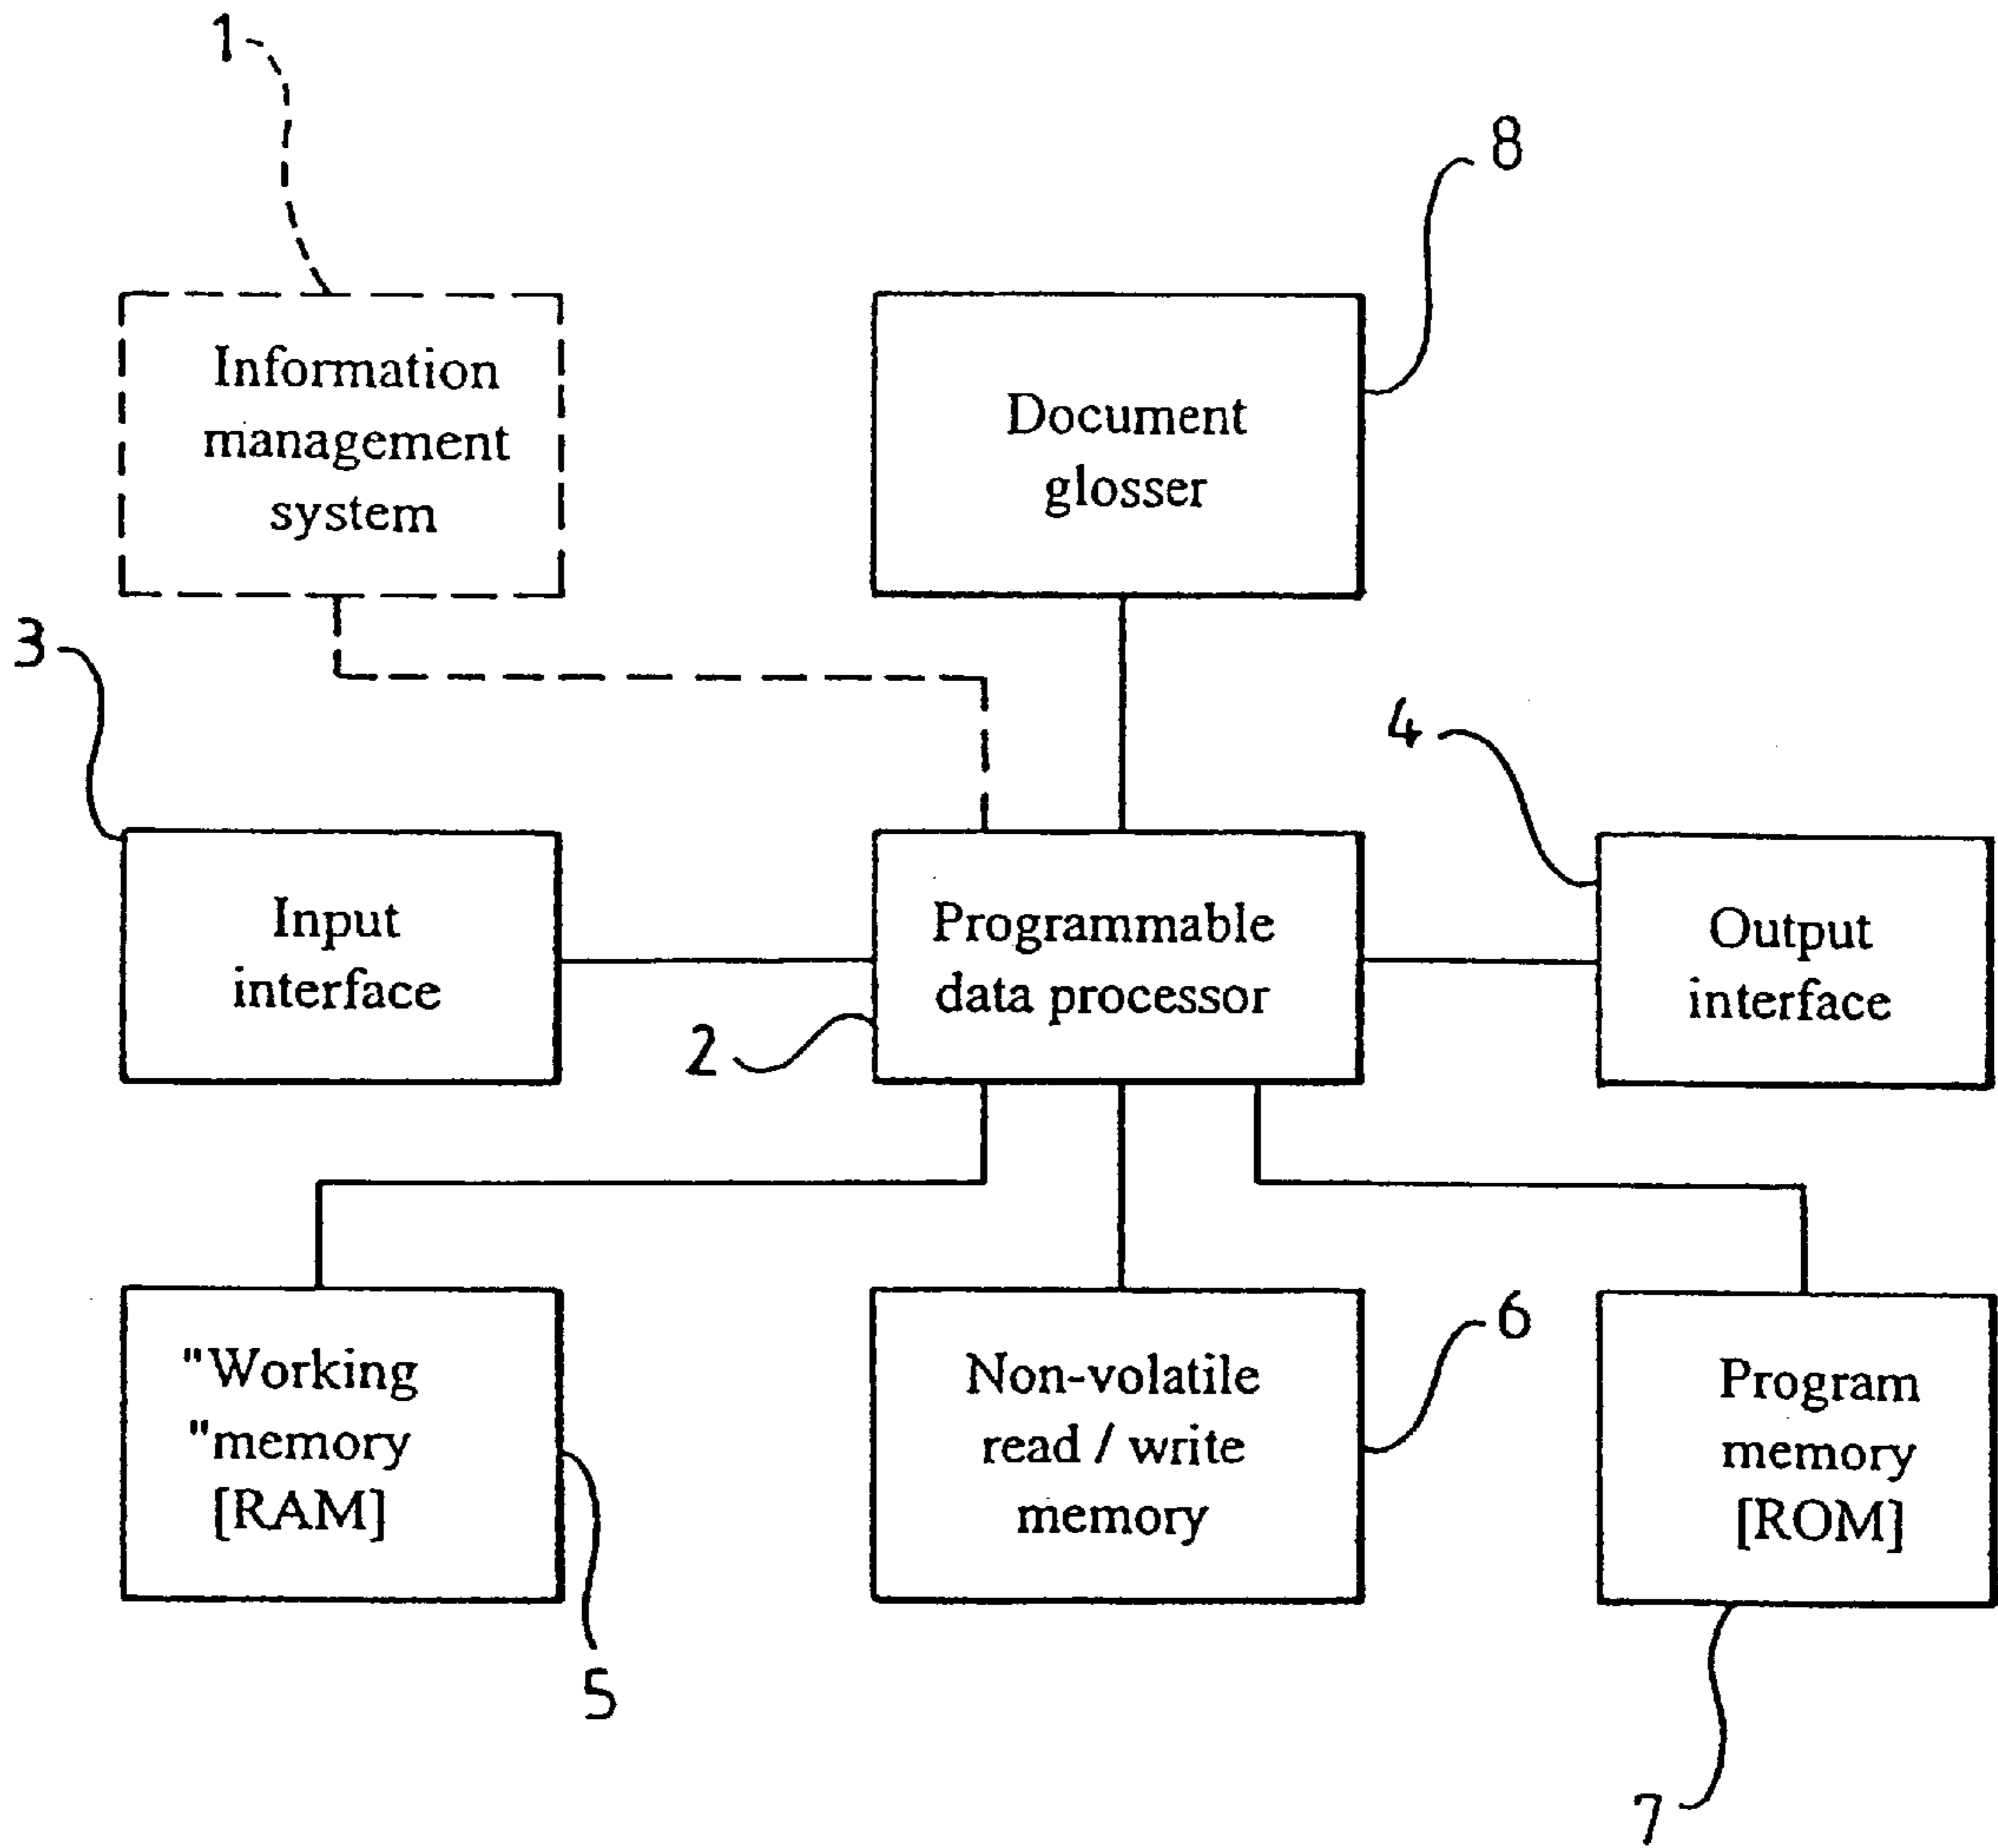 1
8
Information
management
system
Document
glosser
3
4
Input
interface
Programmable
data processor
2
Output
interface
"Working
"memory
[RAM]
5
Non-volatile
read / write
memory
6
Program
memory
[ROM]
7